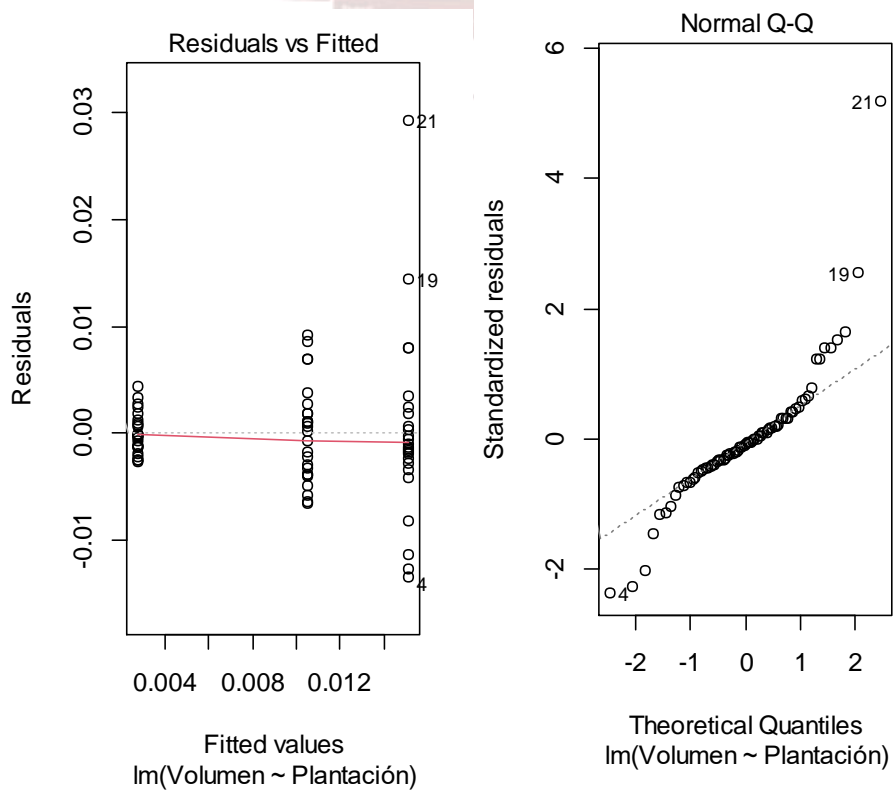 Residuals vs Fitted
Residuals
0.03
0.02
0.01
0.00
-0.01
21
19
4
0.004 0.008 0.012
Fitted values
lm(Volumen ~ Plantación)
Normal Q-Q
Standardized residuals
6
4
2
0
-2
21
19
4
-2 -1 0 1 2
Theoretical Quantiles
lm(Volumen ~ Plantación)